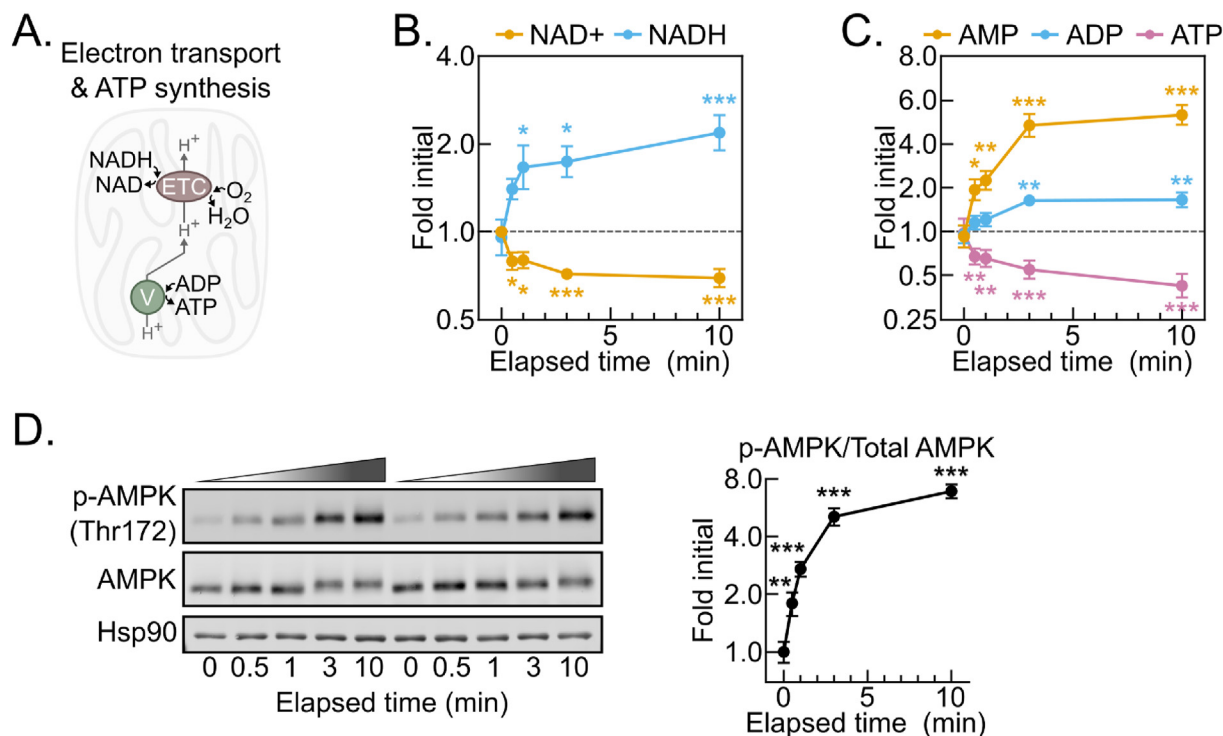 A.
Electron transport
& ATP synthesis
H+
NADH
NAD
ETC
O2
H2O
H+
V
ADP
ATP
H+
B.
NAD+ NADH
4.0
2.0
1.0
0.5
Fold initial
* * ***
** *** ***
0 5 10
Elapsed time (min)
C.
AMP ADP ATP
8.0
6.0
4.0
2.0
1.0
0.5
0.25
Fold initial
* ** *** ***
** **
** ** *** ***
0 5 10
Elapsed time (min)
D.
p-AMPK
(Thr172)
AMPK
Hsp90
0 0.5 1 3 10 0 0.5 1 3 10
Elapsed time (min)
p-AMPK/Total AMPK
8.0
4.0
2.0
1.0
Fold initial
** *** *** ***
0 5 10
Elapsed time (min)